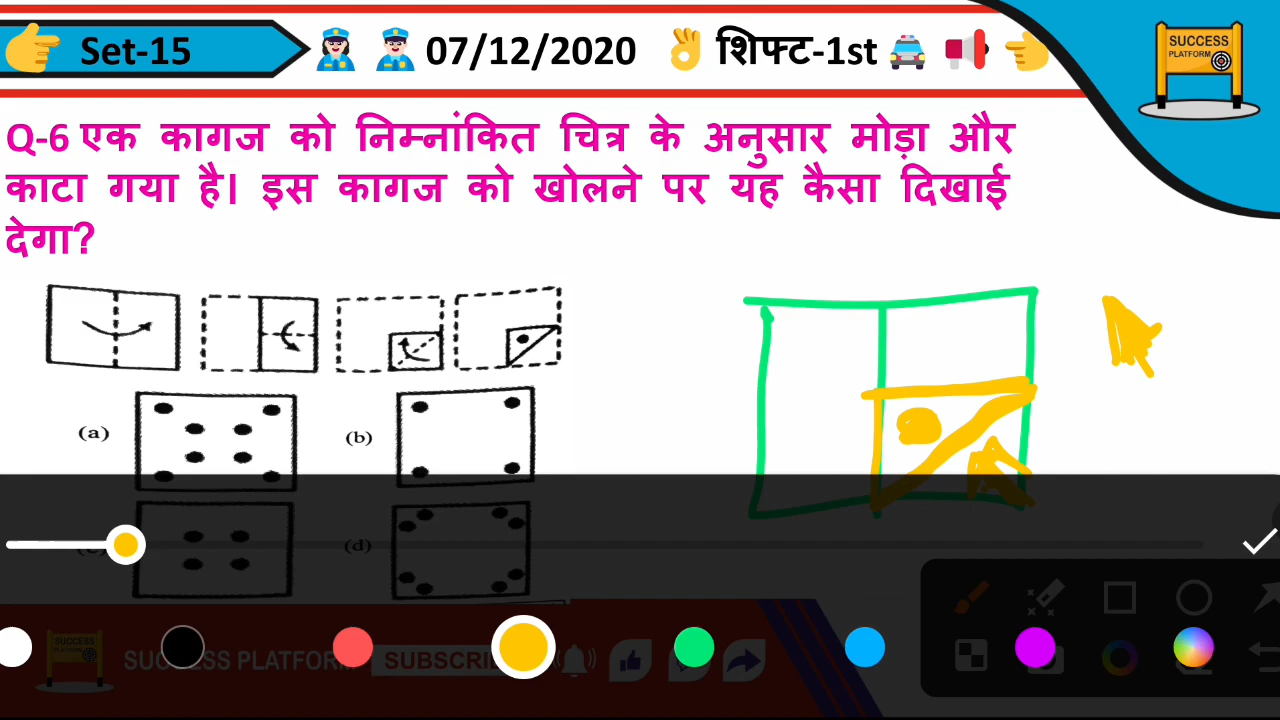 Set-15 07/12/2020 शिफ्ट-1st
SUCCESS
PLATFORM
Q-6 एक कागज को निम्नांकित चित्र के अनुसार मोड़ा और
काटा गया है। इस कागज को खोलने पर यह कैसा दिखाई
देगा?
(a)
(b)
(c)
(d)
SUCCESS
PLATFORM
SUCCESS PLATFORM SUBSCRIBE